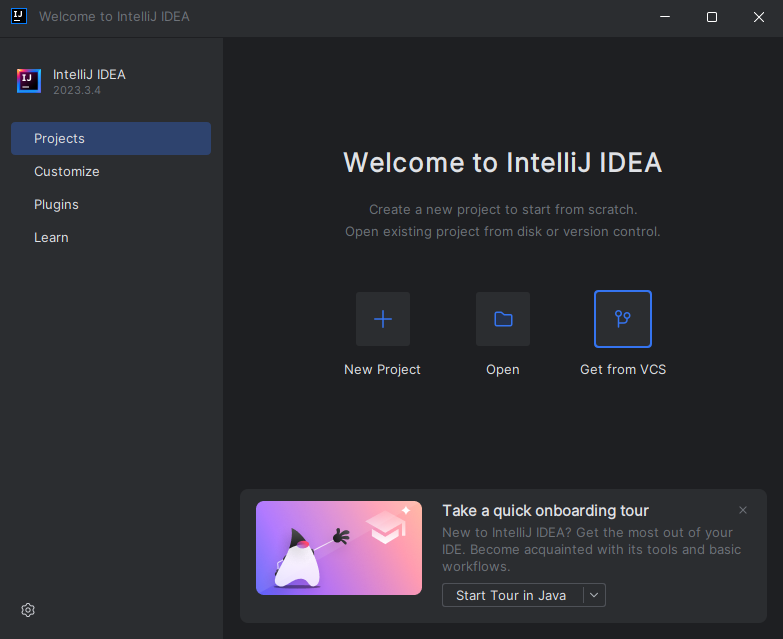 IJ Welcome to IntelliJ IDEA
IJ IntelliJ IDEA
2023.3.4
Projects
Customize
Plugins
Learn
Welcome to IntelliJ IDEA
Create a new project to start from scratch.
Open existing project from disk or version control.
New Project
Open
Get from VCS
Take a quick onboarding tour
New to IntelliJ IDEA? Get the most out of your
IDE. Become acquainted with its tools and basic
workflows.
Start Tour in Java